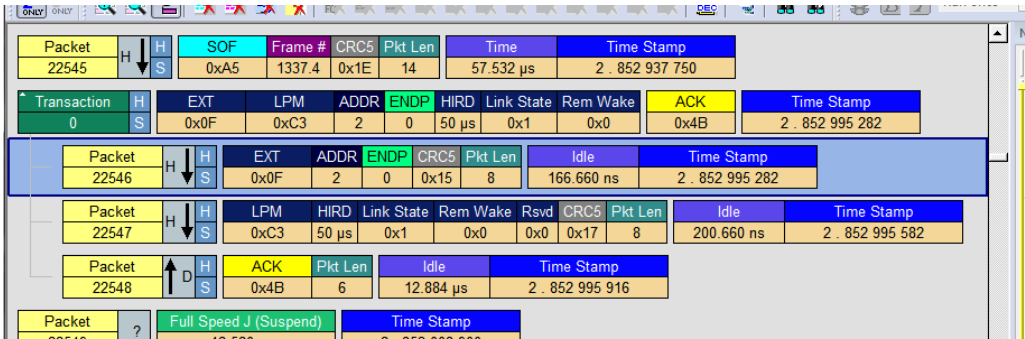 ONLY ONLY DEC
Packet H H SOF Frame # CRC5 Pkt Len Time Time Stamp
22545 S 0xA5 1337.4 0x1E 14 57.532 µs 2 . 852 937 750
Transaction H EXT LPM ADDR ENDP HIRD Link State Rem Wake ACK Time Stamp
0 S 0x0F 0xC3 2 0 50 µs 0x1 0x0 0x4B 2 . 852 995 282
Packet H H EXT ADDR ENDP CRC5 Pkt Len Idle Time Stamp
22546 S 0x0F 2 0 0x15 8 166.660 ns 2 . 852 995 282
Packet H H LPM HIRD Link State Rem Wake Rsvd CRC5 Pkt Len Idle Time Stamp
22547 S 0xC3 50 µs 0x1 0x0 0x0 0x17 8 200.660 ns 2 . 852 995 582
Packet D H ACK Pkt Len Idle Time Stamp
22548 S 0x4B 6 12.884 µs 2 . 852 995 916
Packet ? Full Speed J (Suspend) Time Stamp